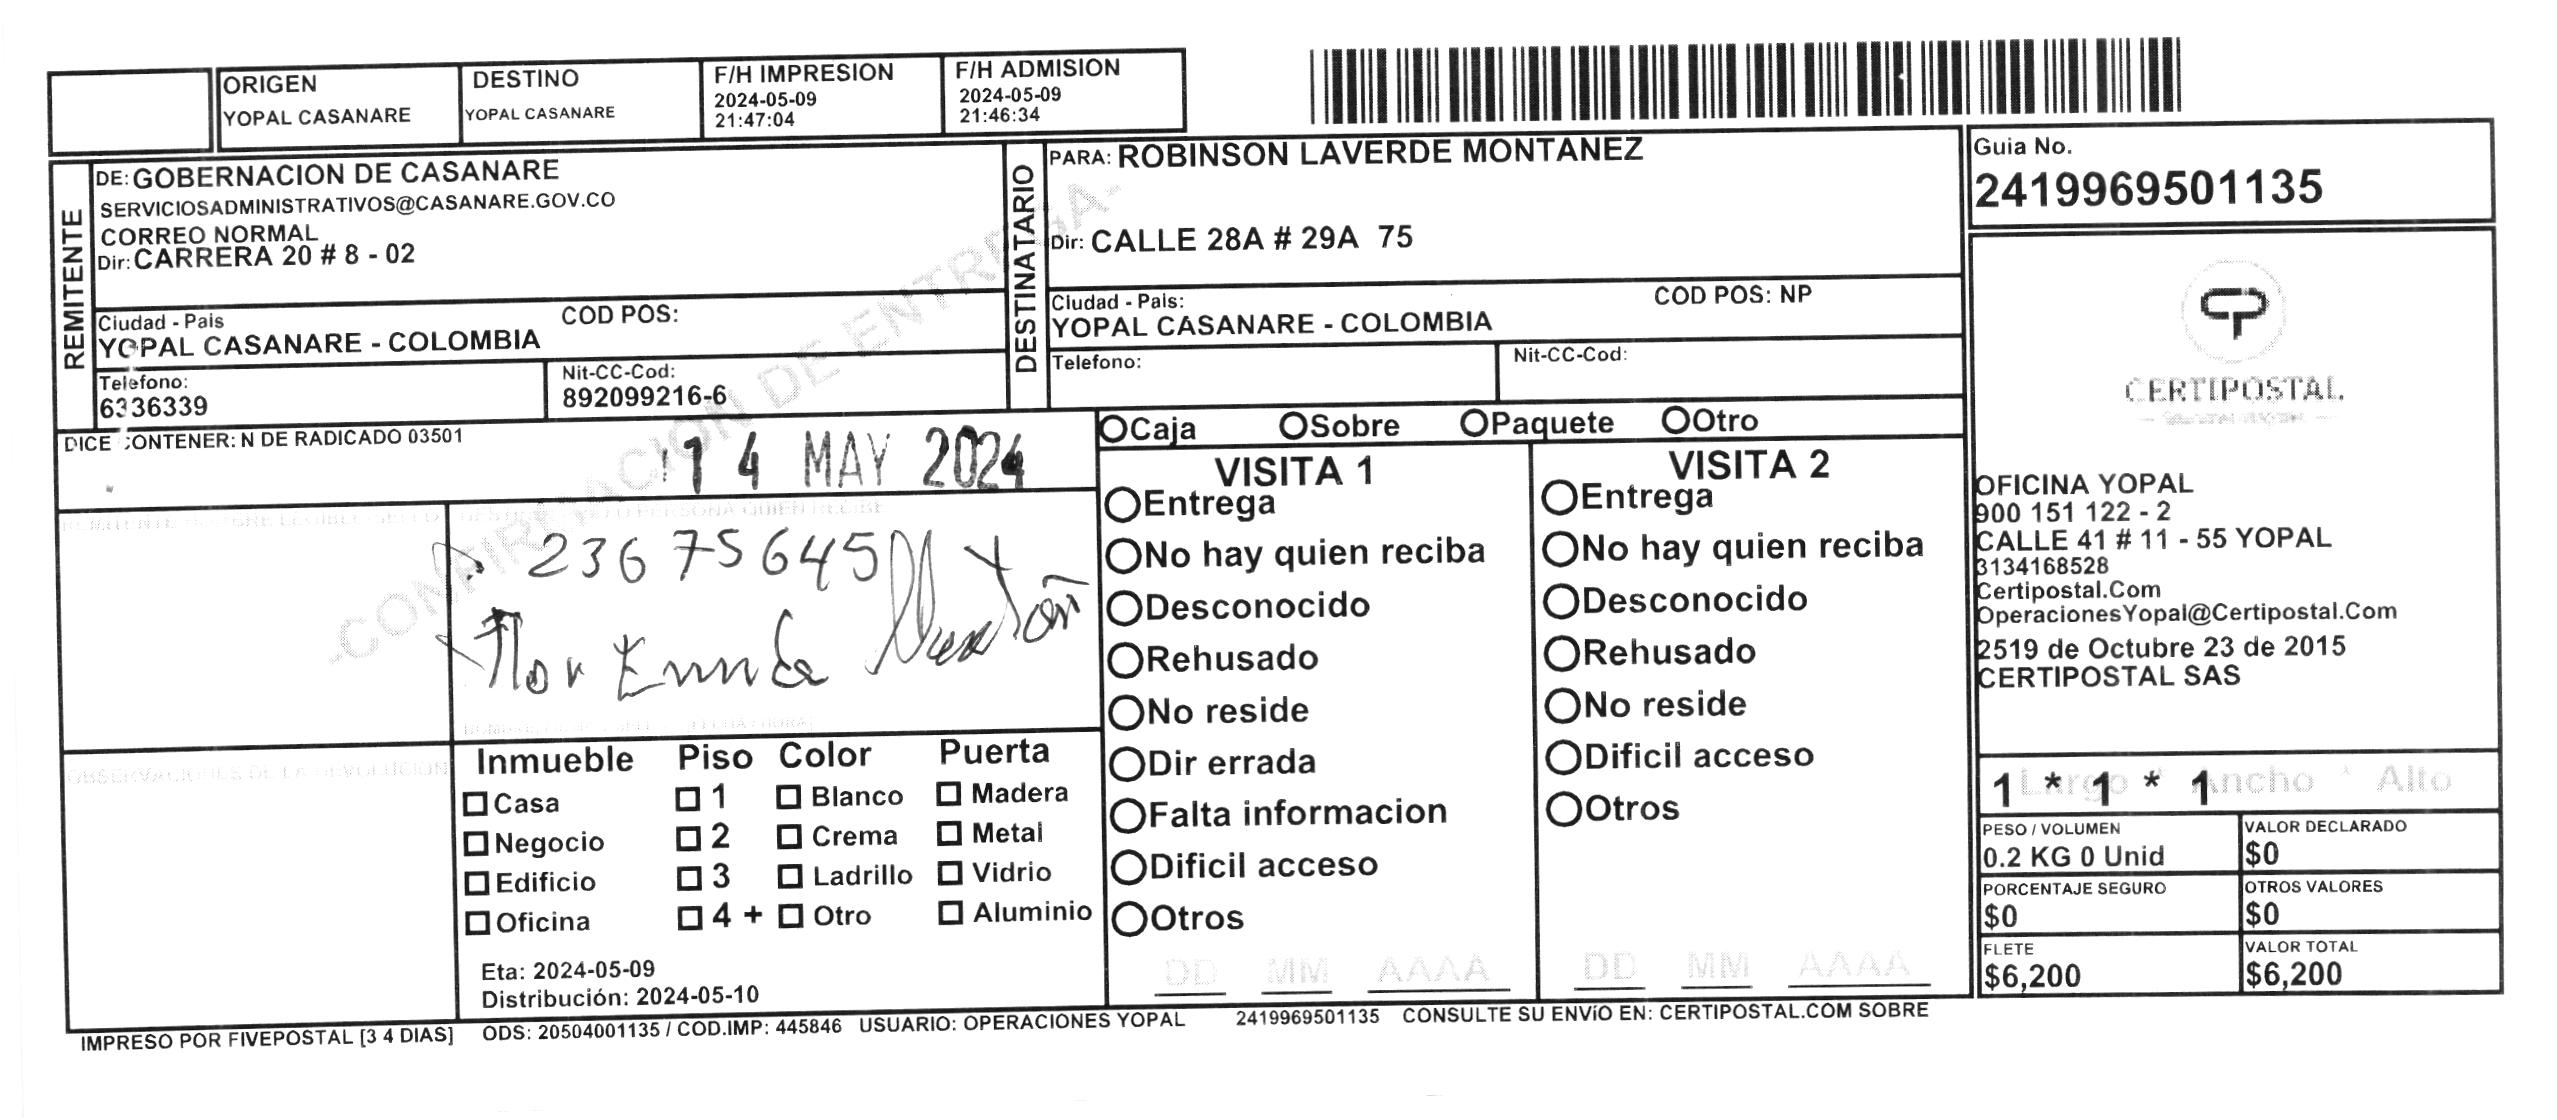 ORIGEN
YOPAL CASANARE
DESTINO
YOPAL CASANARE
F/H IMPRESION
2024-05-09
21:47:04
F/H ADMISION
2024-05-09
21:46:34
REMITENTE
DE: GOBERNACION DE CASANARE
SERVICIOSADMINISTRATIVOS@CASANARE.GOV.CO
CORREO NORMAL
Dir: CARRERA 20 # 8 - 02
Ciudad - Pais
COD POS:
YOPAL CASANARE - COLOMBIA
Telefono:
6336339
Nit-CC-Cod:
892099216-6
DESTINATARIO
PARA: ROBINSON LAVERDE MONTANEZ
Dir: CALLE 28A # 29A 75
Ciudad - Pais:
COD POS: NP
YOPAL CASANARE - COLOMBIA
Telefono:
Nit-CC-Cod:
Guia No.
2419969501135
CERTIPOSTAL
OFICINA YOPAL
900 151 122 - 2
CALLE 41 # 11 - 55 YOPAL
3134168528
Certipostal.Com
OperacionesYopal@Certipostal.Com
2519 de Octubre 23 de 2015
CERTIPOSTAL SAS
DICE CONTENER: N DE RADICADO 03501
14 MAY 2024
-CONFIRMACION DE ENTREGA-
23675645
Flor
OBSERVACIONES DE LA DEVOLUCION
Inmueble Piso Color Puerta
Casa 1 Blanco Madera
Negocio 2 Crema Metal
Edificio 3 Ladrillo Vidrio
Oficina 4 + Otro Aluminio
Eta: 2024-05-09
Distribución: 2024-05-10
Caja Sobre Paquete Otro
VISITA 1
Entrega
No hay quien reciba
Desconocido
Rehusado
No reside
Dir errada
Falta informacion
Dificil acceso
Otros
DD MM AAAA
VISITA 2
Entrega
No hay quien reciba
Desconocido
Rehusado
No reside
Dificil acceso
Otros
DD MM AAAA
Largo * Ancho * Alto
1 * 1 * 1
PESO / VOLUMEN
0.2 KG 0 Unid
VALOR DECLARADO
$0
PORCENTAJE SEGURO
$0
OTROS VALORES
$0
FLETE
$6,200
VALOR TOTAL
$6,200
IMPRESO POR FIVEPOSTAL [3 4 DIAS] ODS: 20504001135 / COD.IMP: 445846 USUARIO: OPERACIONES YOPAL 2419969501135 CONSULTE SU ENVíO EN: CERTIPOSTAL.COM SOBRE